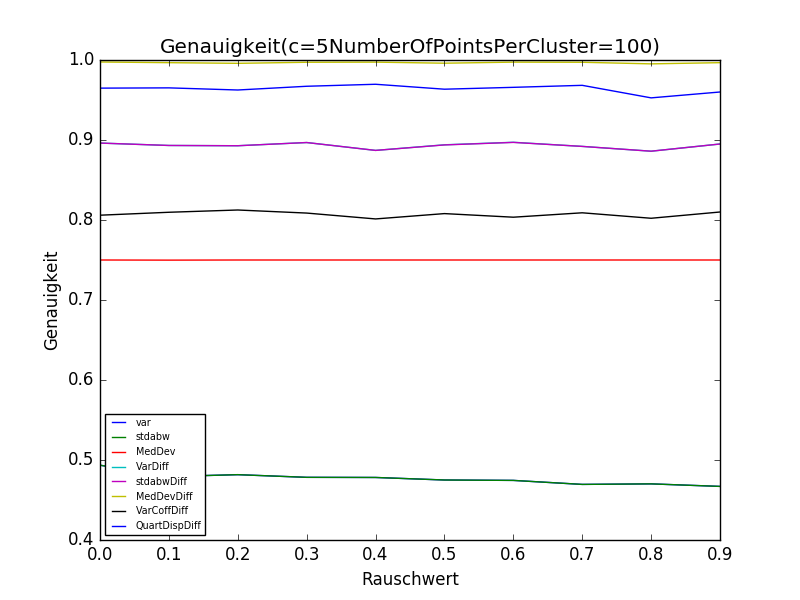 Genauigkeit(c=5NumberOfPointsPerCluster=100)
1.0
0.9
0.8
0.7
0.6
0.5
0.4
Genauigkeit
var
stdabw
MedDev
VarDiff
stdabwDiff
MedDevDiff
VarCoffDiff
QuartDispDiff
0.0 0.1 0.2 0.3 0.4 0.5 0.6 0.7 0.8 0.9
Rauschwert